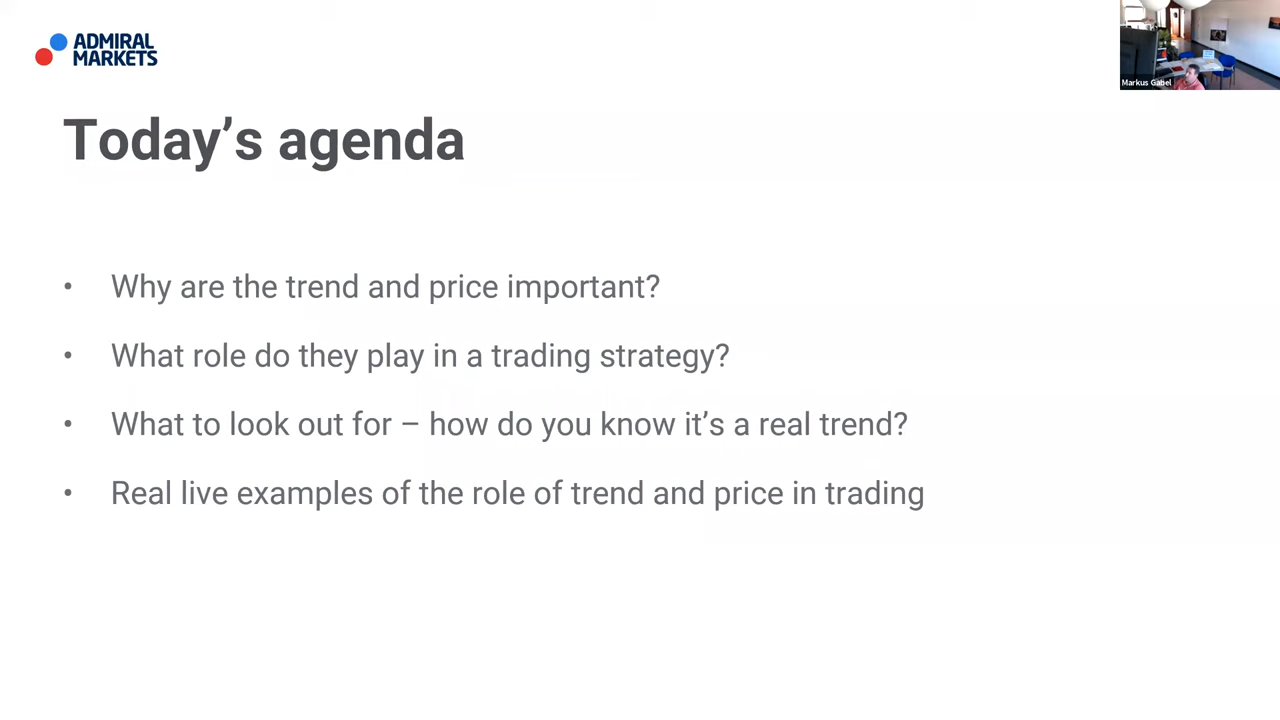 ADMIRAL
MARKETS
Markus Gabel
Today’s agenda
• Why are the trend and price important?
• What role do they play in a trading strategy?
• What to look out for – how do you know it’s a real trend?
• Real live examples of the role of trend and price in trading